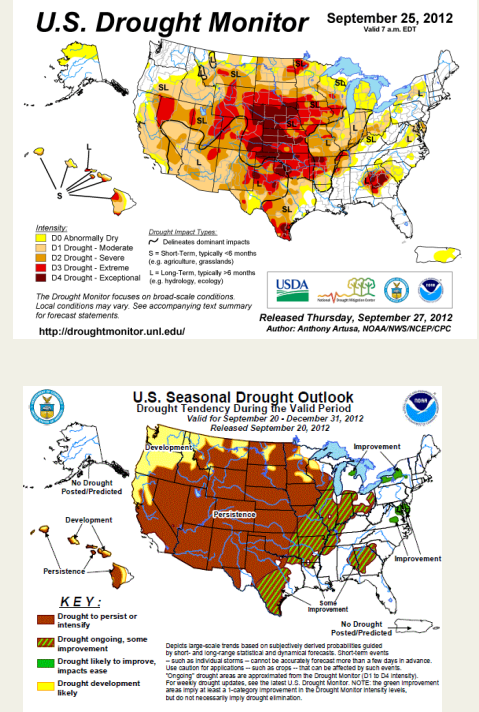 U.S. Drought Monitor
September 25, 2012
Valid 7 a.m. EDT
L
L
SL
SL
SL
SL
SL
SL
SL
L
L
L
L
L
L
L
S
SL
SL
Intensity:
D0 Abnormally Dry
D1 Drought - Moderate
D2 Drought - Severe
D3 Drought - Extreme
D4 Drought - Exceptional
Drought Impact Types:
Delineates dominant impacts
S = Short-Term, typically <6 months
(e.g. agriculture, grasslands)
L = Long-Term, typically >6 months
(e.g. hydrology, ecology)
The Drought Monitor focuses on broad-scale conditions.
Local conditions may vary. See accompanying text summary
for forecast statements.
http://droughtmonitor.unl.edu/
USDA
National Drought Mitigation Center
NOAA
Released Thursday, September 27, 2012
Author: Anthony Artusa, NOAA/NWS/NCEP/CPC
U.S. Seasonal Drought Outlook
Drought Tendency During the Valid Period
Valid for September 20 - December 31, 2012
Released September 20, 2012
NOAA
Development
Improvement
No Drought
Posted/Predicted
Persistence
Development
Persistence
Improvement
Some
Improvement
No Drought
Posted/Predicted
KEY:
Drought to persist or
intensify
Drought ongoing, some
improvement
Drought likely to improve,
impacts ease
Drought development
likely
Depicts large-scale trends based on subjectively derived probabilities guided
by short- and long-range statistical and dynamical forecasts. Short-term events
-- such as individual storms -- cannot be accurately forecast more than a few days in advance.
Use caution for applications -- such as crops -- that can be affected by such events.
"Ongoing" drought areas are approximated from the Drought Monitor (D1 to D4 intensity).
For weekly drought updates, see the latest U.S. Drought Monitor. NOTE: the green improvement
areas imply at least a 1-category improvement in the Drought Monitor intensity levels,
but do not necessarily imply drought elimination.